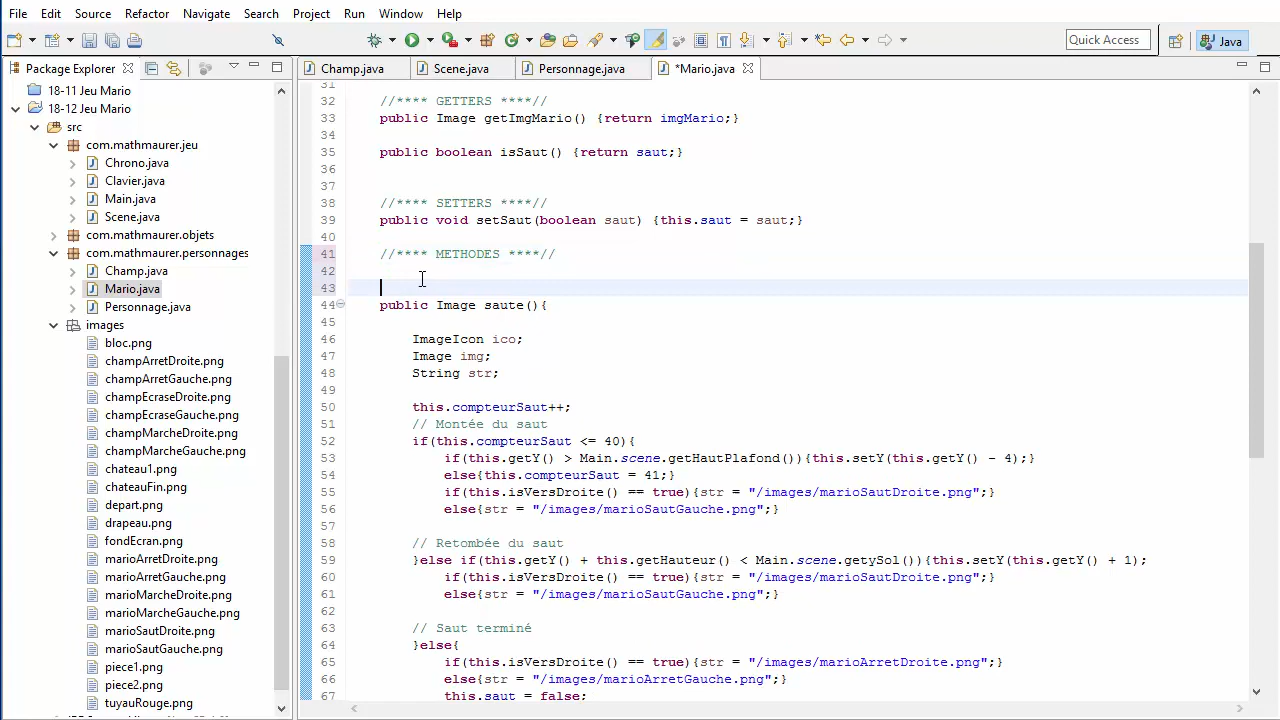 File Edit Source Refactor Navigate Search Project Run Window Help
Quick Access
Java
Package Explorer
Champ.java
Scene.java
Personnage.java
*Mario.java
18-11 Jeu Mario
18-12 Jeu Mario
src
com.mathmaurer.jeu
Chrono.java
Clavier.java
Main.java
Scene.java
com.mathmaurer.objets
com.mathmaurer.personnages
Champ.java
Mario.java
Personnage.java
images
bloc.png
champArretDroite.png
champArretGauche.png
champEcraseDroite.png
champEcraseGauche.png
champMarcheDroite.png
champMarcheGauche.png
chateau1.png
chateauFin.png
depart.png
drapeau.png
fondEcran.png
marioArretDroite.png
marioArretGauche.png
marioMarcheDroite.png
marioMarcheGauche.png
marioSautDroite.png
marioSautGauche.png
piece1.png
piece2.png
tuyauRouge.png
31
32 //**** GETTERS ****//
33 public Image getImgMario() {return imgMario;}
34
35 public boolean isSaut() {return saut;}
36
37
38 //**** SETTERS ****//
39 public void setSaut(boolean saut) {this.saut = saut;}
40
41 //**** METHODES ****//
42
43
44 public Image saute(){
45
46 ImageIcon ico;
47 Image img;
48 String str;
49
50 this.compteurSaut++;
51 // Montée du saut
52 if(this.compteurSaut <= 40){
53 if(this.getY() > Main.scene.getHautPlafond()){this.setY(this.getY() - 4);}
54 else{this.compteurSaut = 41;}
55 if(this.isVersDroite() == true){str = "/images/marioSautDroite.png";}
56 else{str = "/images/marioSautGauche.png";}
57
58 // Retombée du saut
59 }else if(this.getY() + this.getHauteur() < Main.scene.getySol()){this.setY(this.getY() + 1);
60 if(this.isVersDroite() == true){str = "/images/marioSautDroite.png";}
61 else{str = "/images/marioSautGauche.png";}
62
63 // Saut terminé
64 }else{
65 if(this.isVersDroite() == true){str = "/images/marioArretDroite.png";}
66 else{str = "/images/marioArretGauche.png";}
67 this.saut = false;